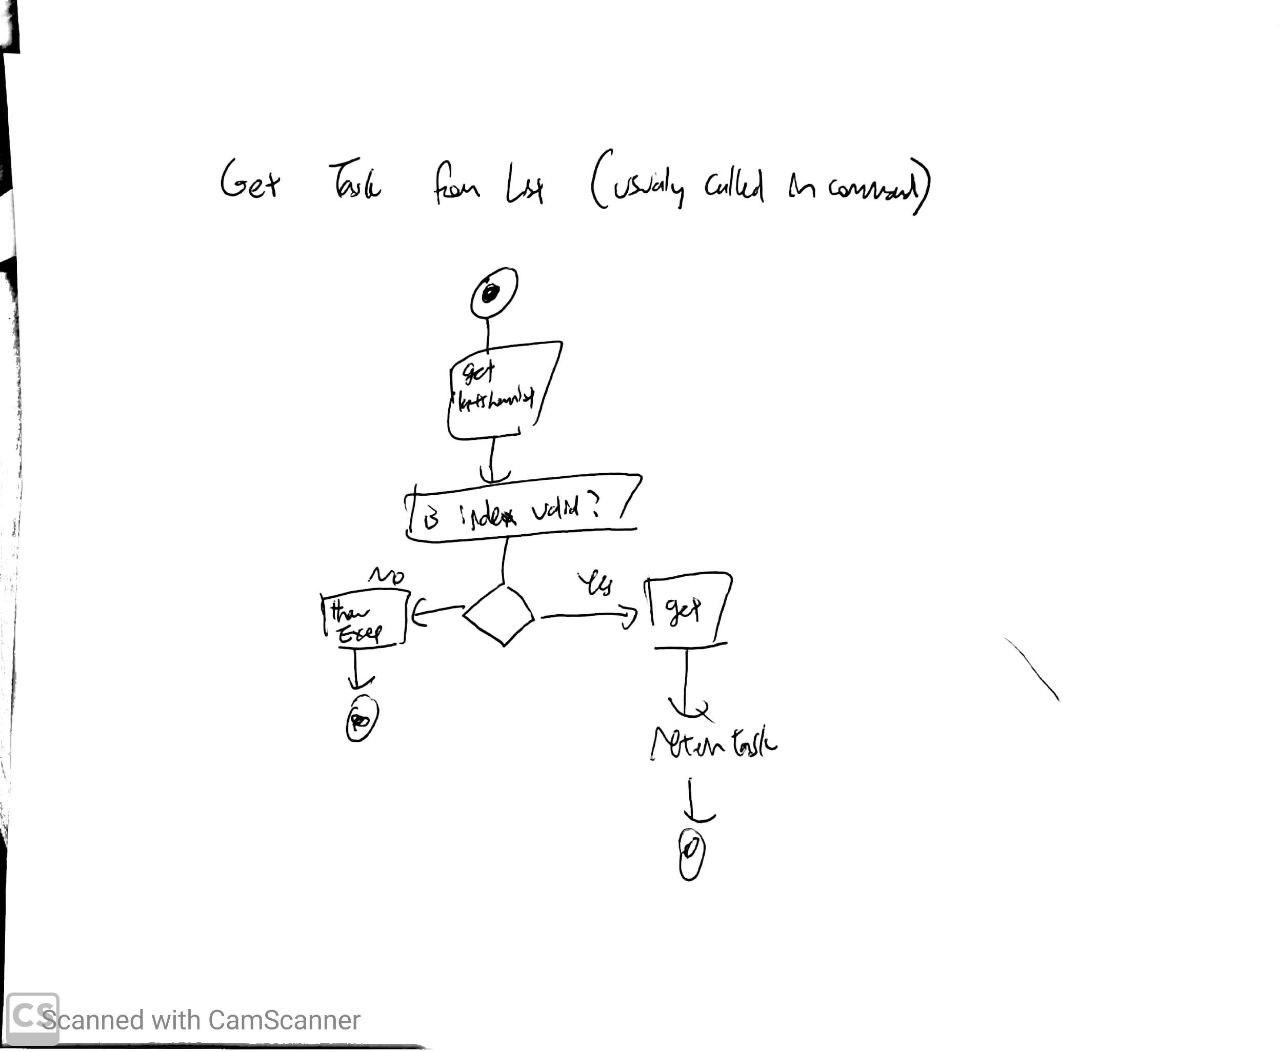 Get Task from List (usualy called in command)
get
Is index valid?
No
Yes
throw
Excep
get
return task
CS Scanned with CamScanner